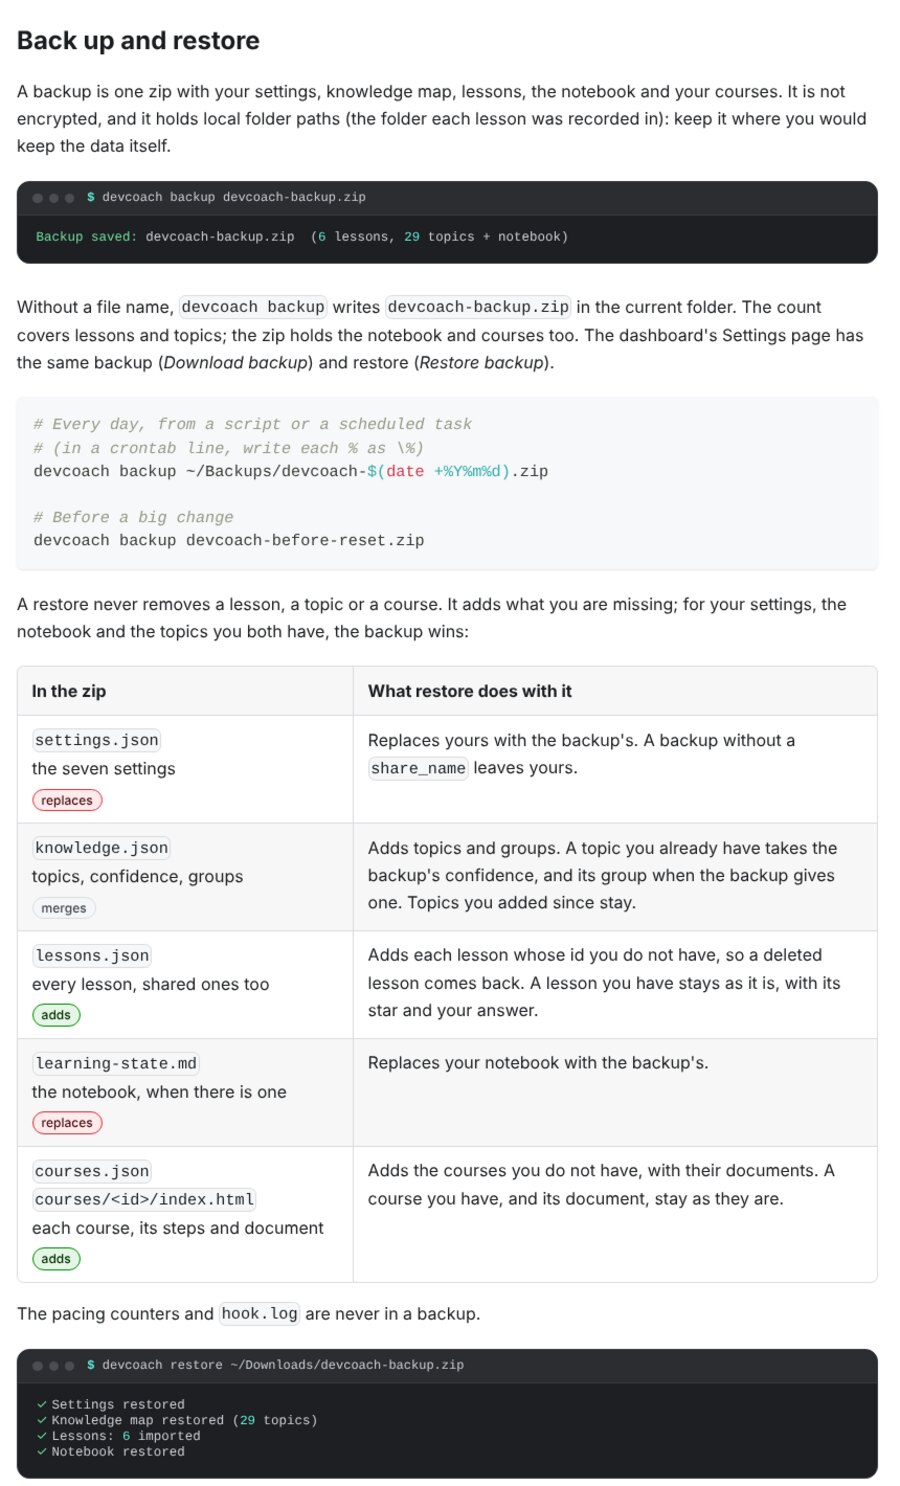 Back up and restore
A backup is one zip with your settings, knowledge map, lessons, the notebook and your courses. It is not
encrypted, and it holds local folder paths (the folder each lesson was recorded in): keep it where you would
keep the data itself.
$ devcoach backup devcoach-backup.zip
Backup saved: devcoach-backup.zip  (6 lessons, 29 topics + notebook)
Without a file name, devcoach backup writes devcoach-backup.zip in the current folder. The count
covers lessons and topics; the zip holds the notebook and courses too. The dashboard's Settings page has
the same backup (Download backup) and restore (Restore backup).
# Every day, from a script or a scheduled task
# (in a crontab line, write each % as \%)
devcoach backup ~/Backups/devcoach-$(date +%Y%m%d).zip
# Before a big change
devcoach backup devcoach-before-reset.zip
A restore never removes a lesson, a topic or a course. It adds what you are missing; for your settings, the
notebook and the topics you both have, the backup wins:
In the zip
What restore does with it
settings.json
the seven settings
replaces
Replaces yours with the backup's. A backup without a
share_name leaves yours.
knowledge.json
topics, confidence, groups
merges
Adds topics and groups. A topic you already have takes the
backup's confidence, and its group when the backup gives
one. Topics you added since stay.
lessons.json
every lesson, shared ones too
adds
Adds each lesson whose id you do not have, so a deleted
lesson comes back. A lesson you have stays as it is, with its
star and your answer.
learning-state.md
the notebook, when there is one
replaces
Replaces your notebook with the backup's.
courses.json
courses/<id>/index.html
each course, its steps and document
adds
Adds the courses you do not have, with their documents. A
course you have, and its document, stay as they are.
The pacing counters and hook.log are never in a backup.
$ devcoach restore ~/Downloads/devcoach-backup.zip
✓ Settings restored
✓ Knowledge map restored (29 topics)
✓ Lessons: 6 imported
✓ Notebook restored